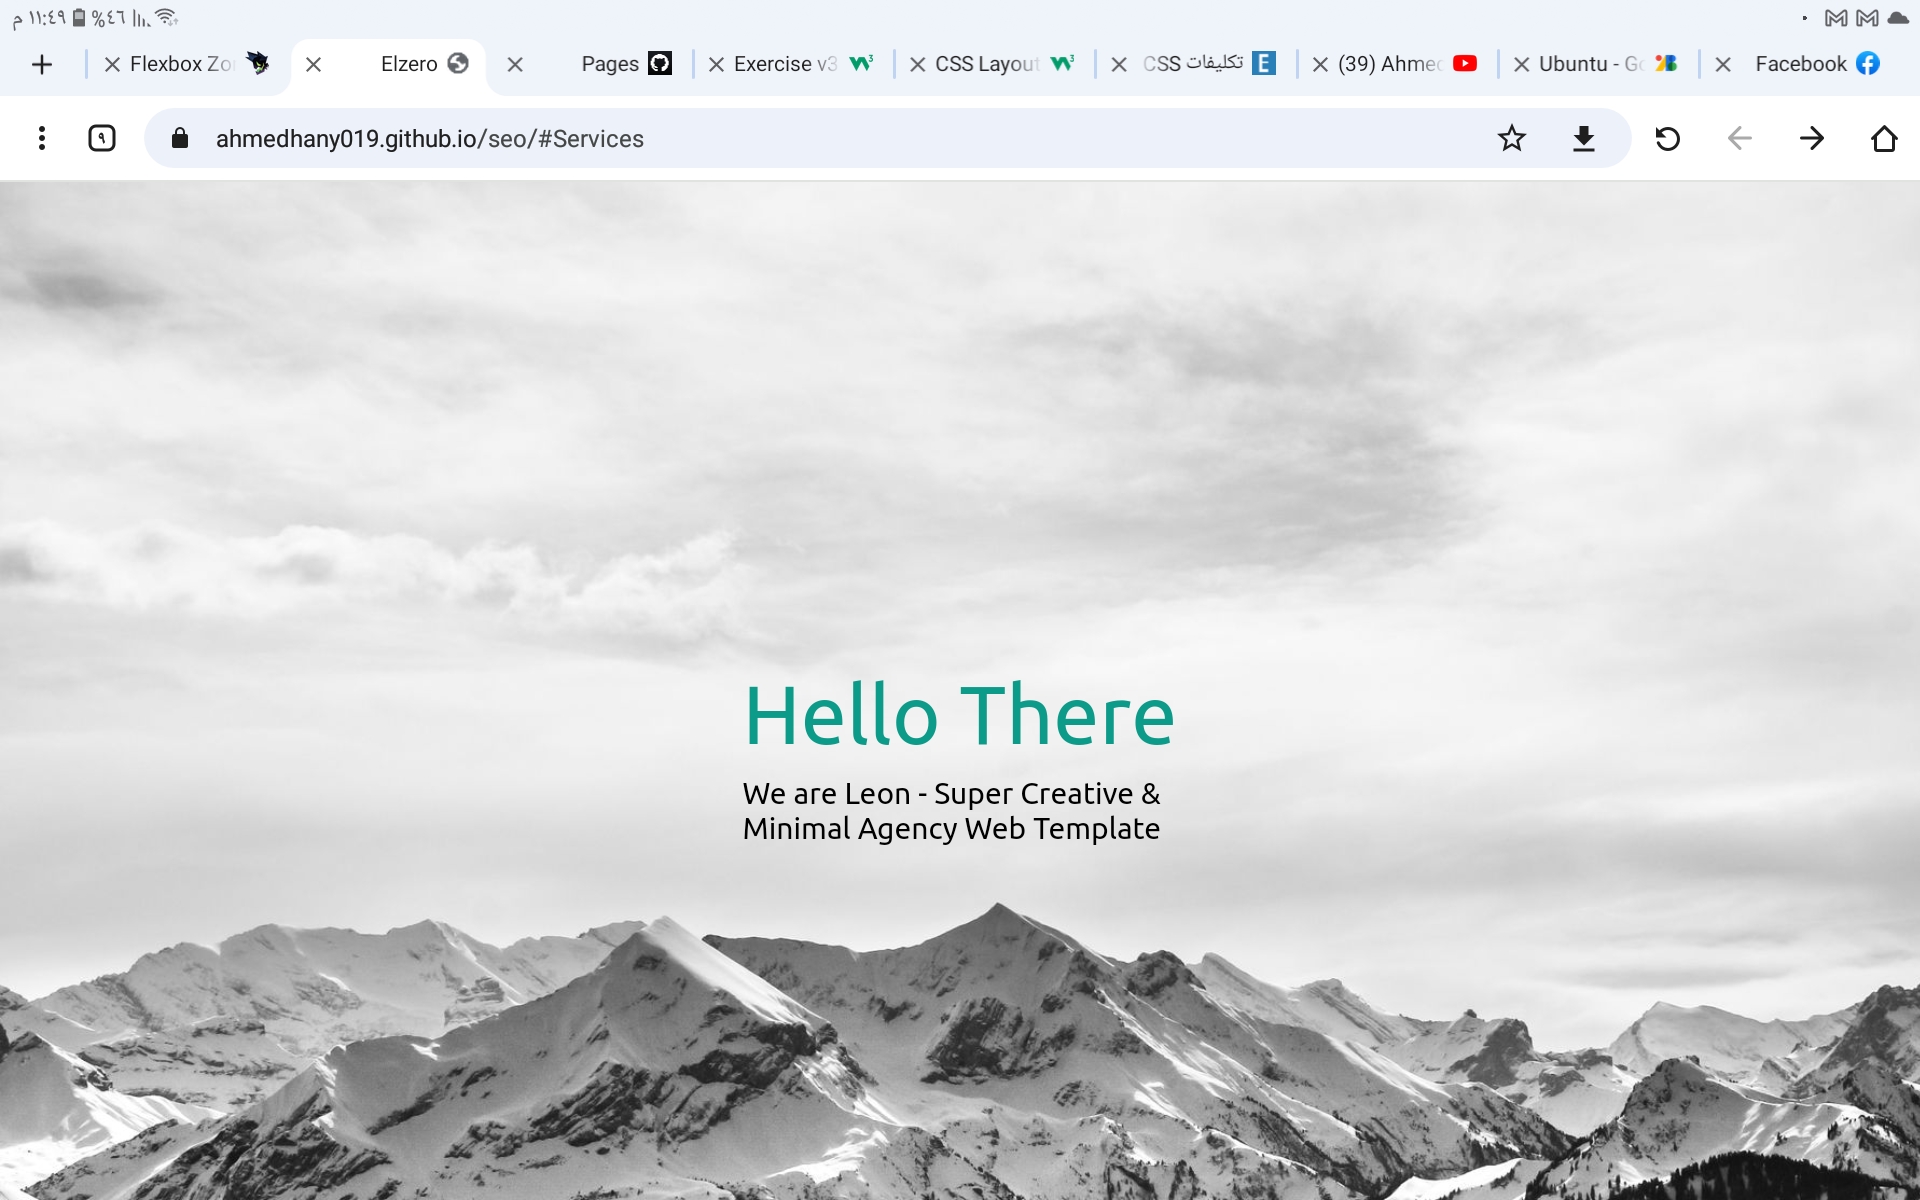 م ١١:٤٩ %٤٦
Flexbox Zo
Elzero
Pages
Exercise v3
CSS Layout
تكليفات CSS
(39) Ahmed
Ubuntu - Go
Facebook
٩
ahmedhany019.github.io/seo/#Services
Hello There
We are Leon - Super Creative &
Minimal Agency Web Template